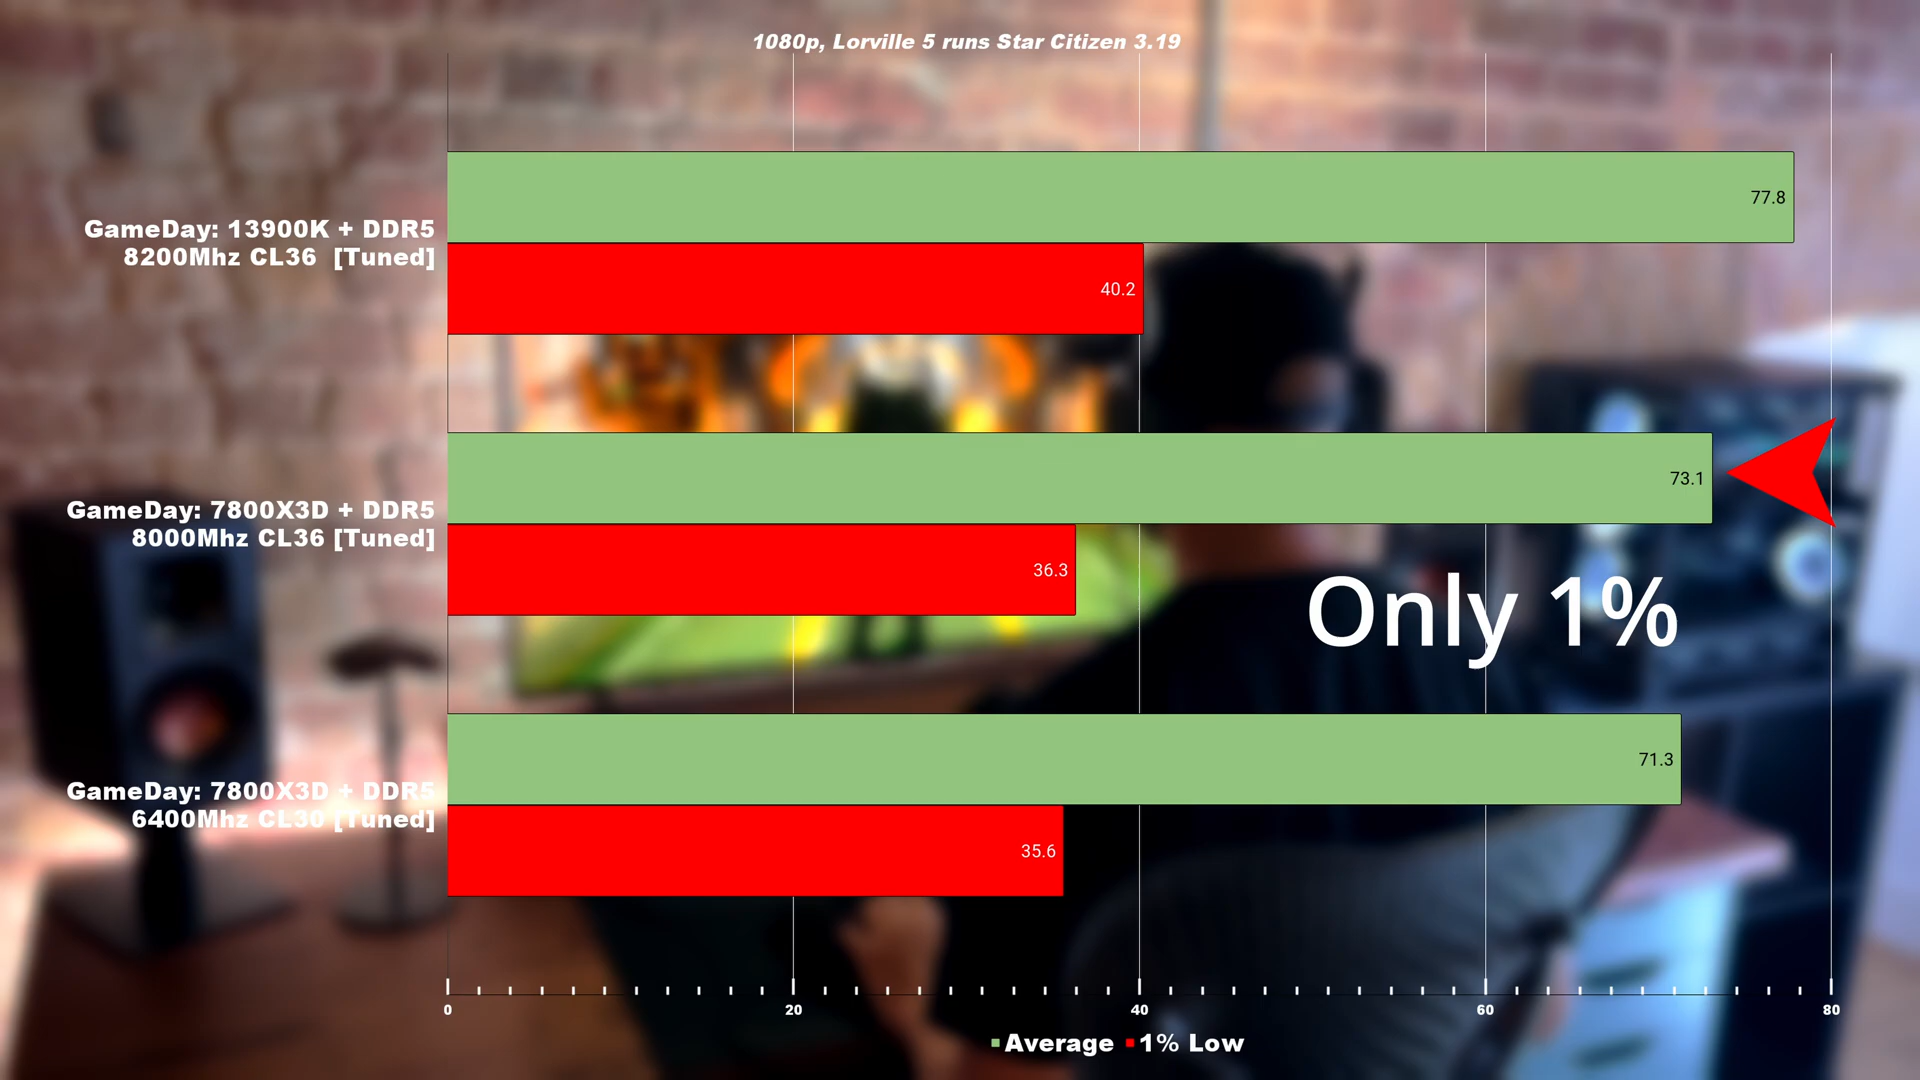 1080p, Lorville 5 runs Star Citizen 3.19
GameDay: 13900K + DDR5
8200Mhz CL36 [Tuned]
77.8
40.2
GameDay: 7800X3D + DDR5
8000Mhz CL36 [Tuned]
73.1
36.3
Only 1%
GameDay: 7800X3D + DDR5
6400Mhz CL30 [Tuned]
71.3
35.6
0 20 40 60 80
Average 1% Low